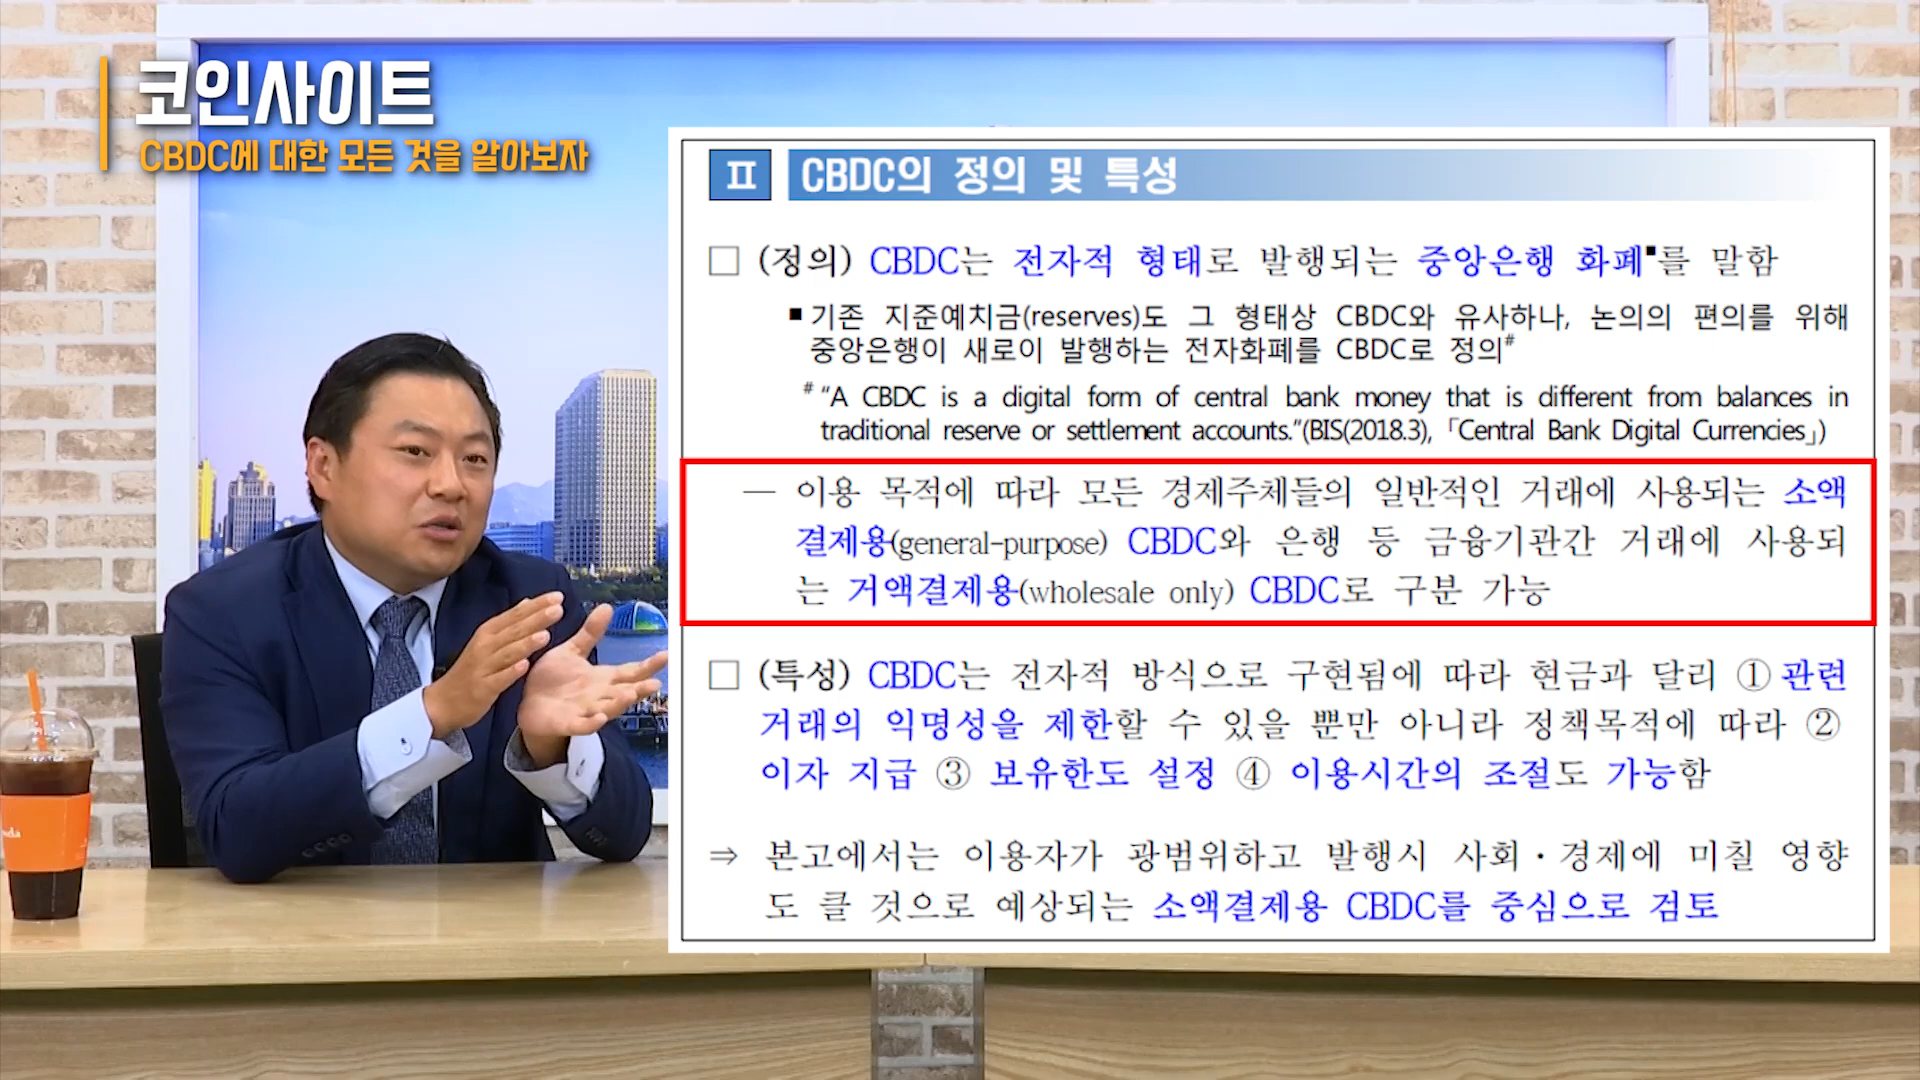 코인사이트
CBDC에 대한 모든 것을 알아보자
Ⅱ CBDC의 정의 및 특성
□ (정의) CBDC는 전자적 형태로 발행되는 중앙은행 화폐■를 말함
■ 기존 지준예치금(reserves)도 그 형태상 CBDC와 유사하나, 논의의 편의를 위해
중앙은행이 새로이 발행하는 전자화폐를 CBDC로 정의#
# “A CBDC is a digital form of central bank money that is different from balances in
traditional reserve or settlement accounts.”(BIS(2018.3), 「Central Bank Digital Currencies」)
― 이용 목적에 따라 모든 경제주체들의 일반적인 거래에 사용되는 소액
결제용(general-purpose) CBDC와 은행 등 금융기관간 거래에 사용되
는 거액결제용(wholesale only) CBDC로 구분 가능
□ (특성) CBDC는 전자적 방식으로 구현됨에 따라 현금과 달리 ① 관련
거래의 익명성을 제한할 수 있을 뿐만 아니라 정책목적에 따라 ②
이자 지급 ③ 보유한도 설정 ④ 이용시간의 조절도 가능함
⇒ 본고에서는 이용자가 광범위하고 발행시 사회·경제에 미칠 영향
도 클 것으로 예상되는 소액결제용 CBDC를 중심으로 검토